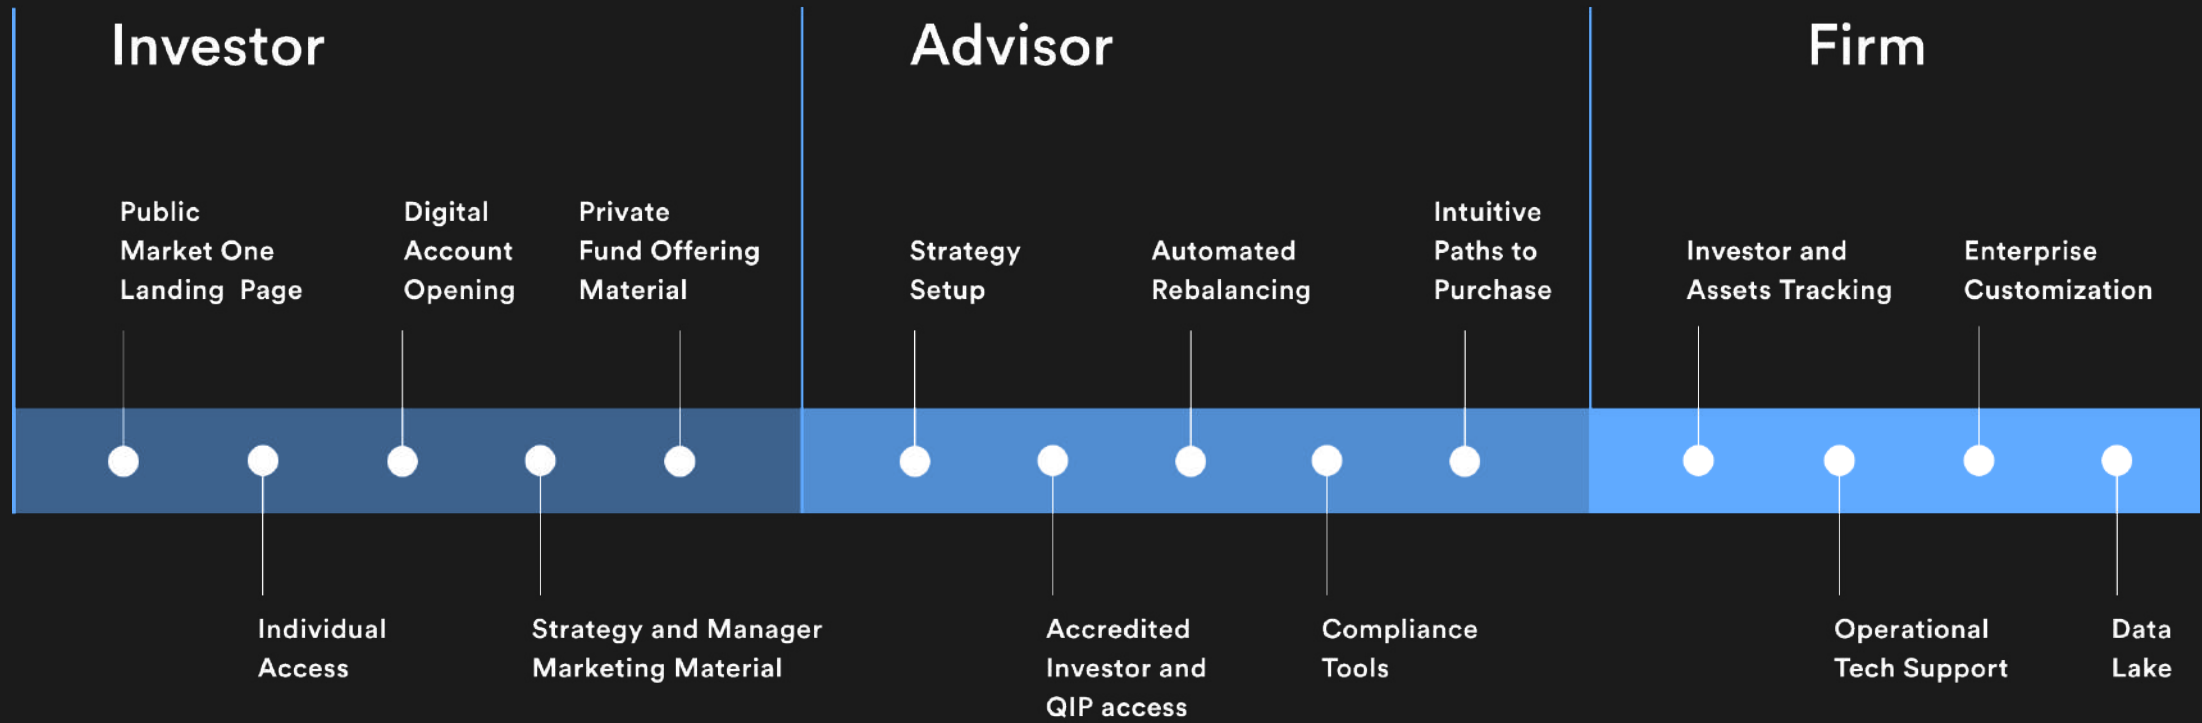 Investor
Advisor
Firm
Public
Market One
Landing Page
Digital
Account
Opening
Private
Fund Offering
Material
Strategy
Setup
Automated
Rebalancing
Intuitive
Paths to
Purchase
Investor and
Assets Tracking
Enterprise
Customization
Individual
Access
Strategy and Manager
Marketing Material
Accredited
Investor and
QIP access
Compliance
Tools
Operational
Tech Support
Data
Lake